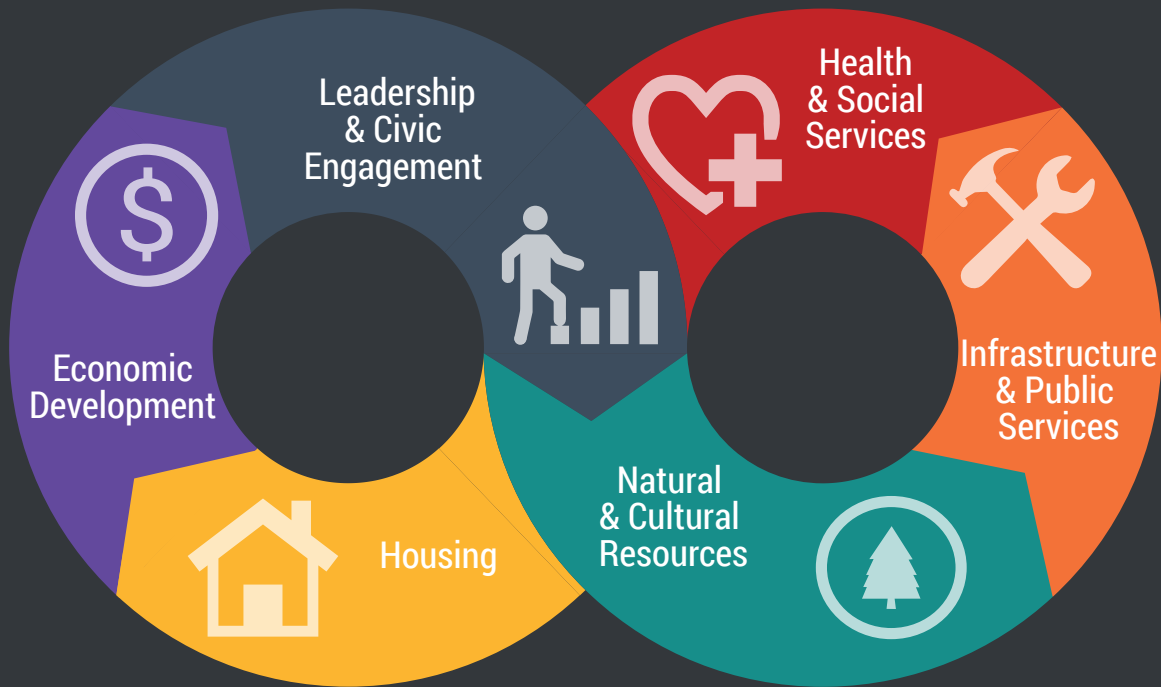 Leadership
& Civic
Engagement
Health
& Social
Services
$
Economic
Development
Infrastructure
& Public
Services
Natural
& Cultural
Resources
Housing